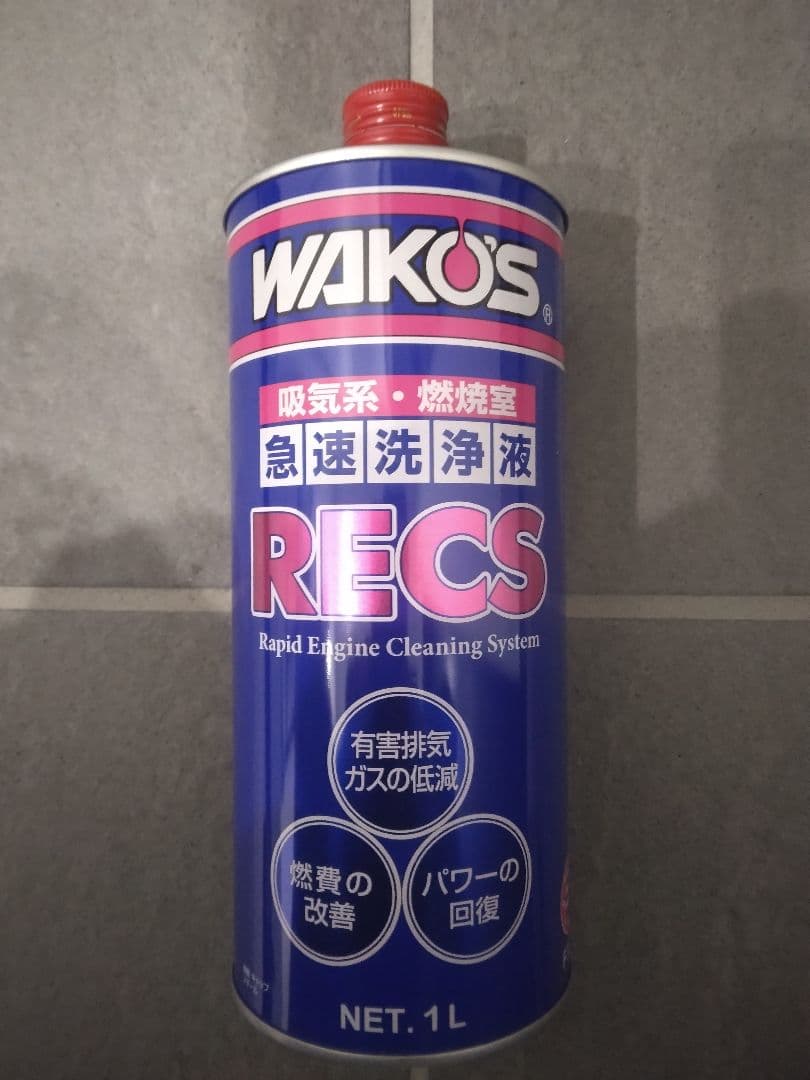 WAKO'S®
吸気系・燃焼室
急速洗浄液
RECS
Rapid Engine Cleaning System
有害排気
ガスの低減
燃費の
改善
パワーの
回復
NET. 1L